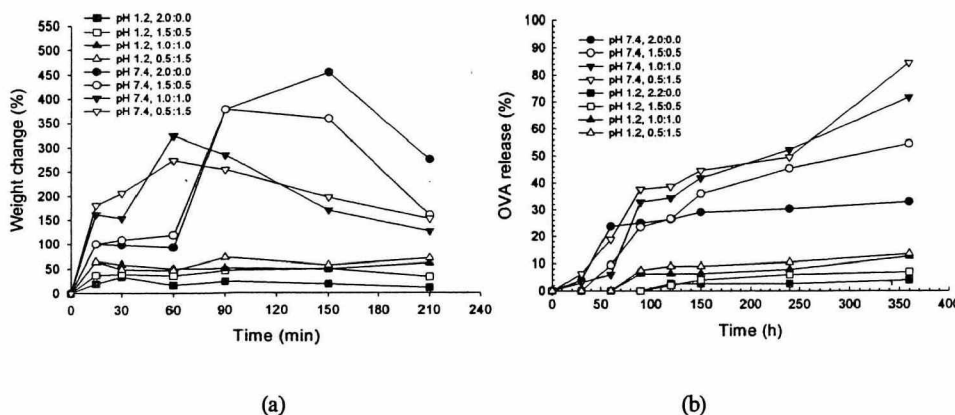 pH 1.2, 2.0:0.0
pH 1.2, 1.5:0.5
pH 1.2, 1.0:1.0
pH 1.2, 0.5:1.5
pH 7.4, 2.0:0:0
pH 7.4, 1.5:0.5
pH 7.4, 1.0:1.0
pH 7.4, 0.5:1.5
Weight change (%)
550
500
450
400
350
300
250
200
150
100
50
0
0 30 60 90 120 150 180 210 240
Time (min)
(a)
pH 7.4, 2.0:0.0
pH 7.4, 1.5:0.5
pH 7.4, 1.0:1.0
pH 7.4, 0.5:1.5
pH 1.2, 2.2:0.0
pH 1.2, 1.5:0.5
pH 1.2, 1.0:1.0
pH 1.2, 0.5:1.5
OVA release (%)
100
90
80
70
60
50
40
30
20
10
0
0 50 100 150 200 250 300 350 400
Time (h)
(b)